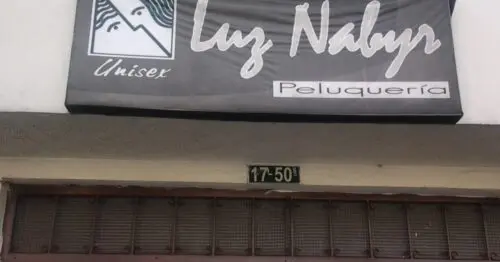 Luz Nabyr
Unisex
Peluquería
17-50